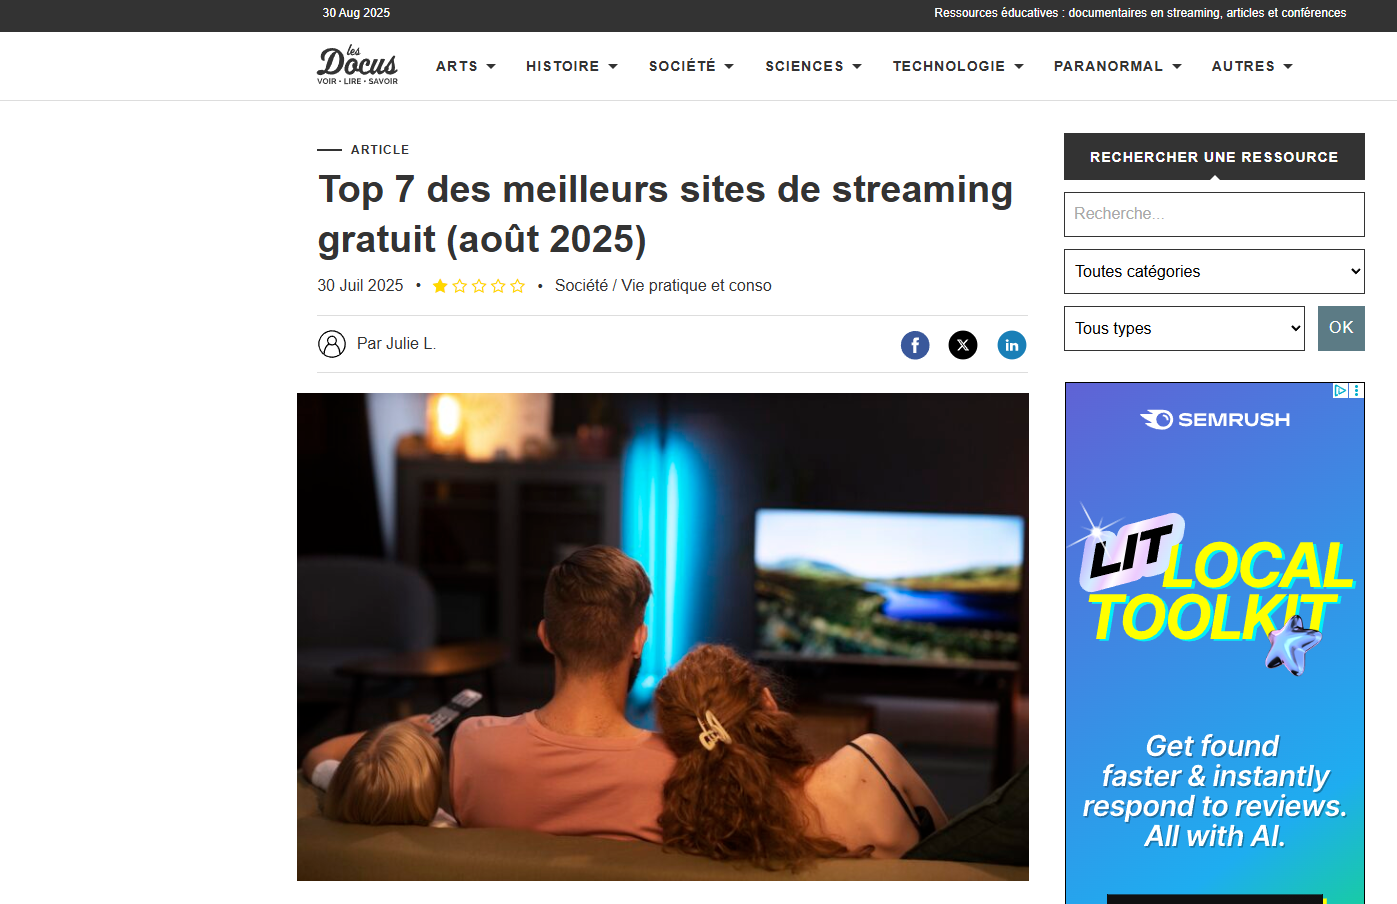 30 Aug 2025
Ressources éducatives : documentaires en streaming, articles et conférences
les
Docus
VOIR • LIRE • SAVOIR
ARTS
HISTOIRE
SOCIÉTÉ
SCIENCES
TECHNOLOGIE
PARANORMAL
AUTRES
ARTICLE
Top 7 des meilleurs sites de streaming
gratuit (août 2025)
30 Juil 2025 • • Société / Vie pratique et conso
Par Julie L.
f
X
in
RECHERCHER UNE RESSOURCE
Recherche...
Toutes catégories
Tous types
OK
SEMRUSH
LIT LOCAL
TOOLKIT
Get found
faster & instantly
respond to reviews.
All with AI.